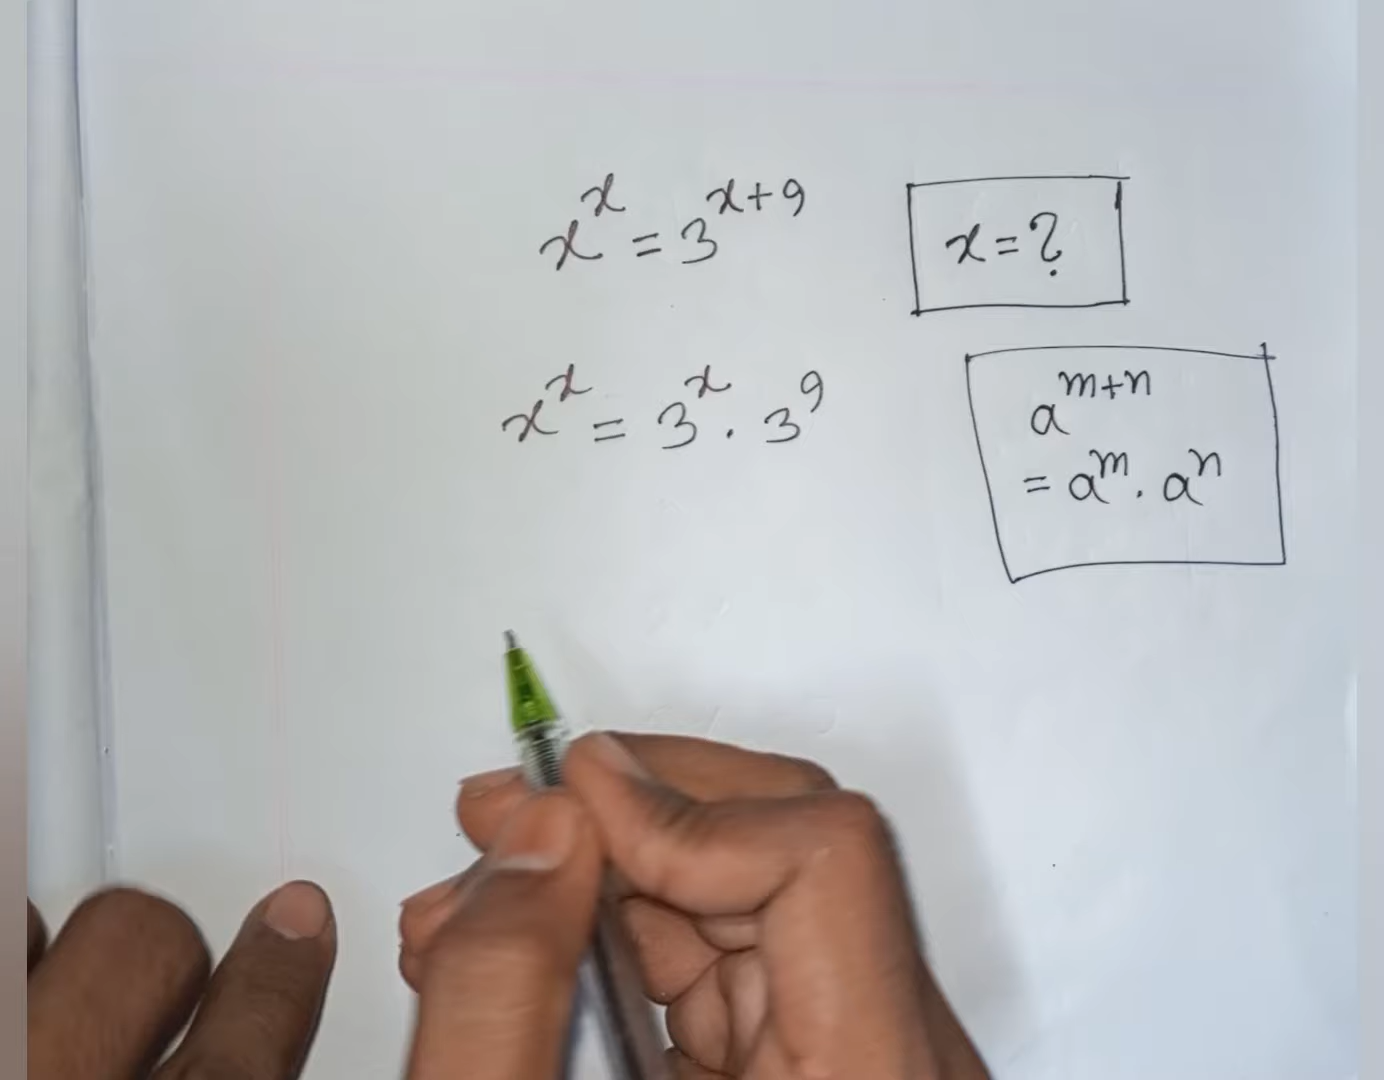 x^x = 3^{x+9}
x = ?
x^x = 3^x . 3^9
a^{m+n}
= a^m . a^n